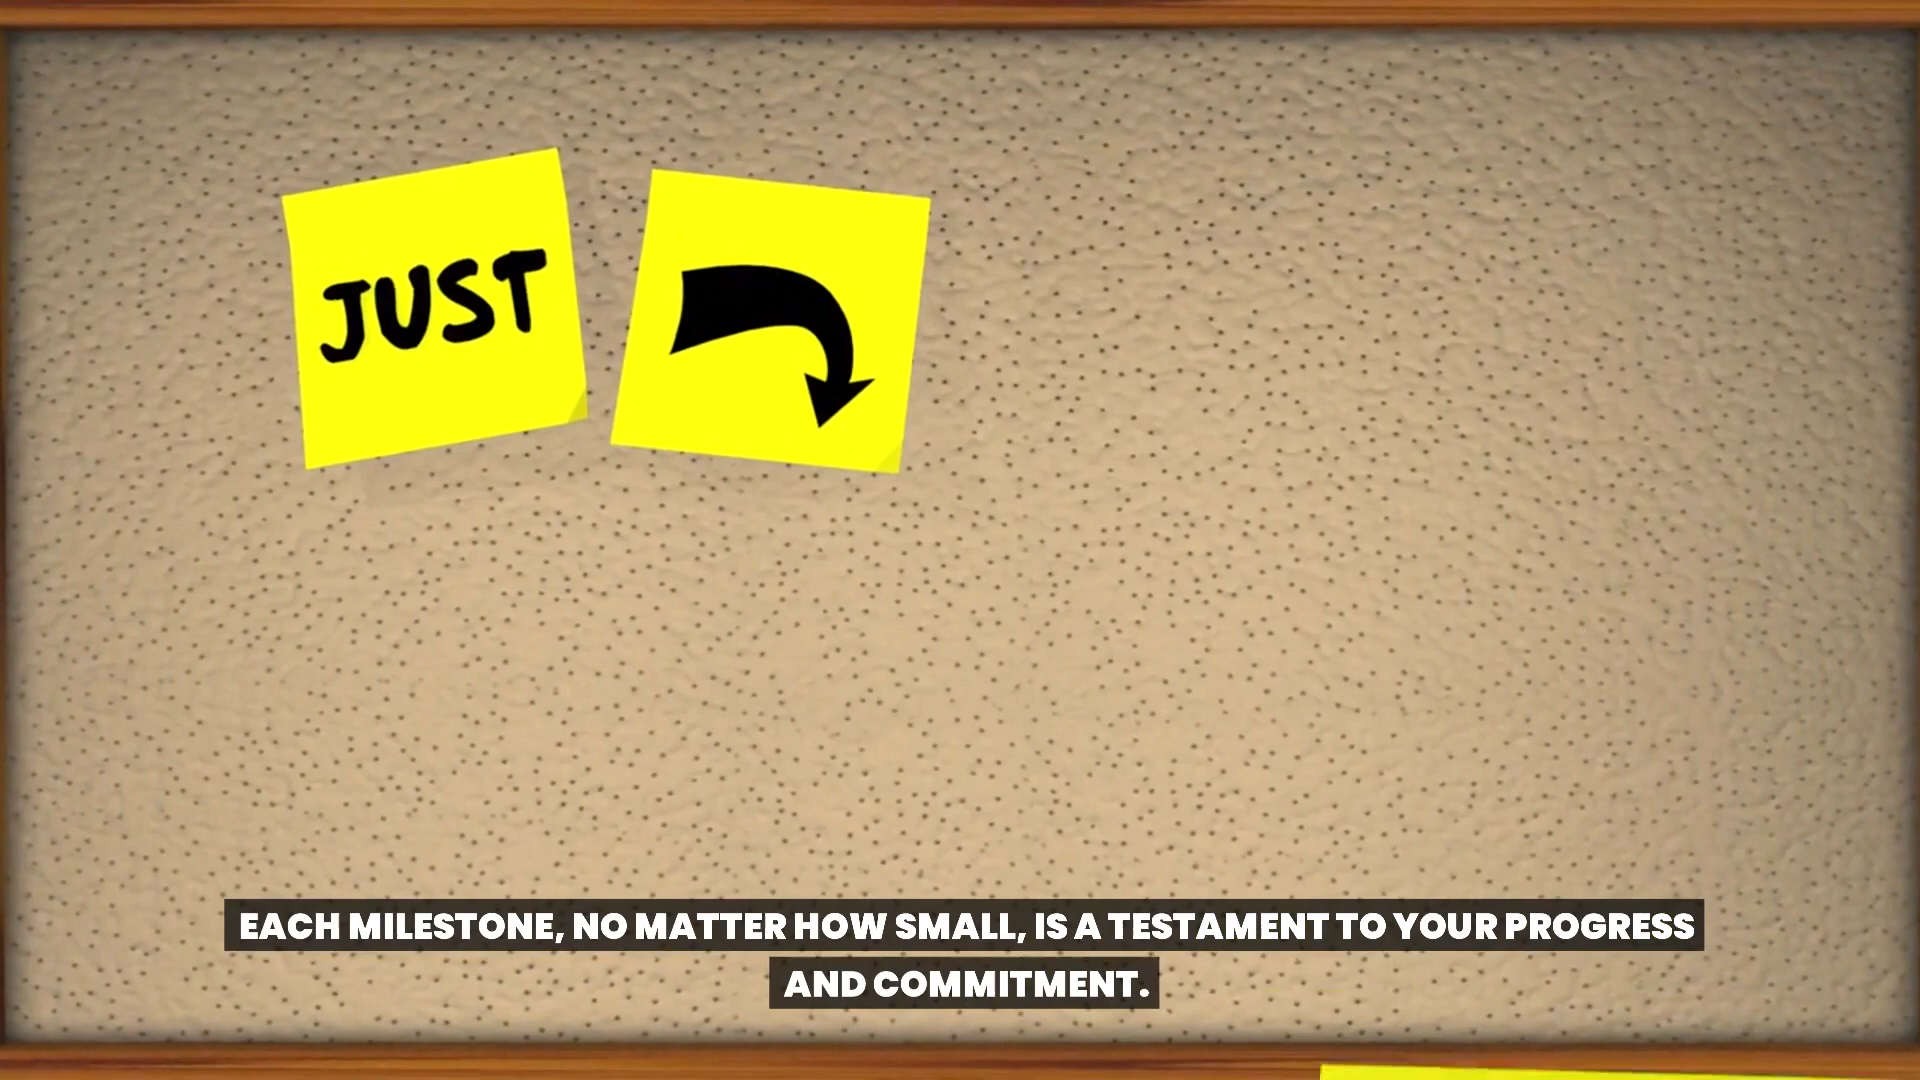 JUST
EACH MILESTONE, NO MATTER HOW SMALL, IS A TESTAMENT TO YOUR PROGRESS
AND COMMITMENT.